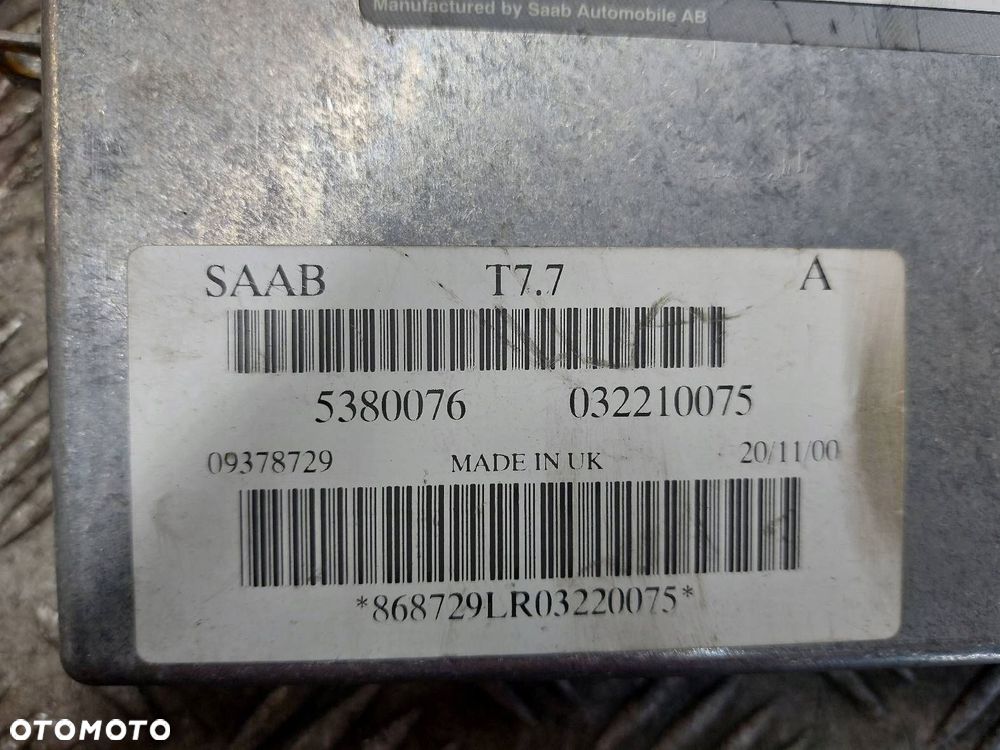 Manufactured by Saab Automobile AB
SAAB T7.7 A
5380076 032210075
09378729 MADE IN UK 20/11/00
*868729LR03220075*
OTOMOTO